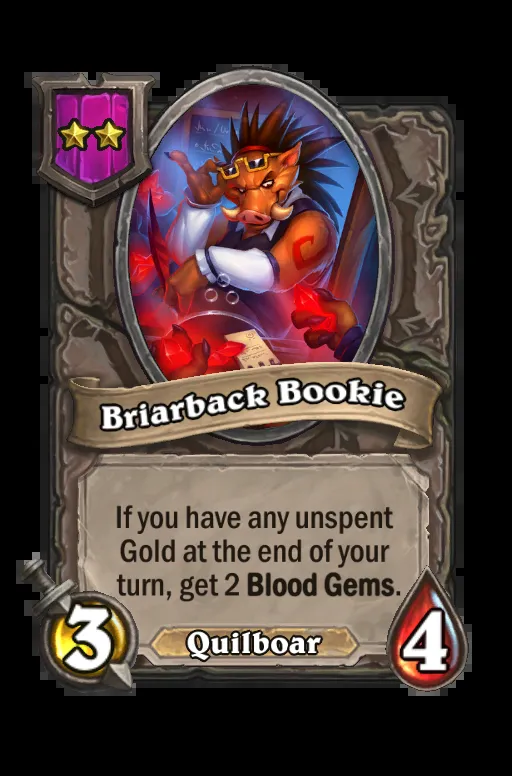 Briarback Bookie
If you have any unspent
Gold at the end of your
turn, get 2 Blood Gems.
3
Quilboar
4